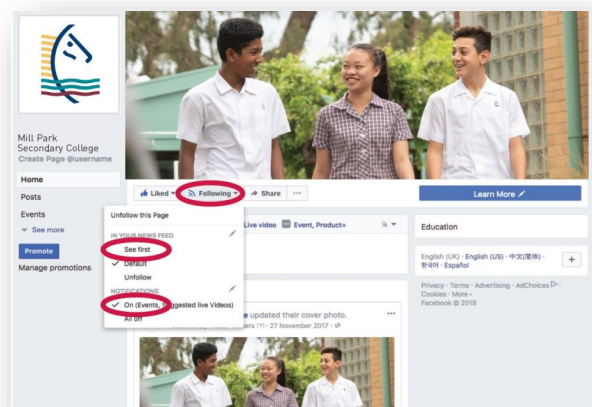 Mill Park
Secondary College
Create Page @username
Home
Posts
Events
See more
Promote
Manage promotions
Liked
Following
Share
Learn More
Unfollow this Page
IN YOUR NEWS FEED
See first
Default
Unfollow
NOTIFICATIONS
On (Events, Suggested live Videos)
All off
Live video Event, Product+
updated their cover photo.
27 November 2017
Education
English (UK) · English (US) · 中文(简体) ·
한국어 · Español
Privacy · Terms · Advertising · AdChoices ·
Cookies · More
Facebook © 2018